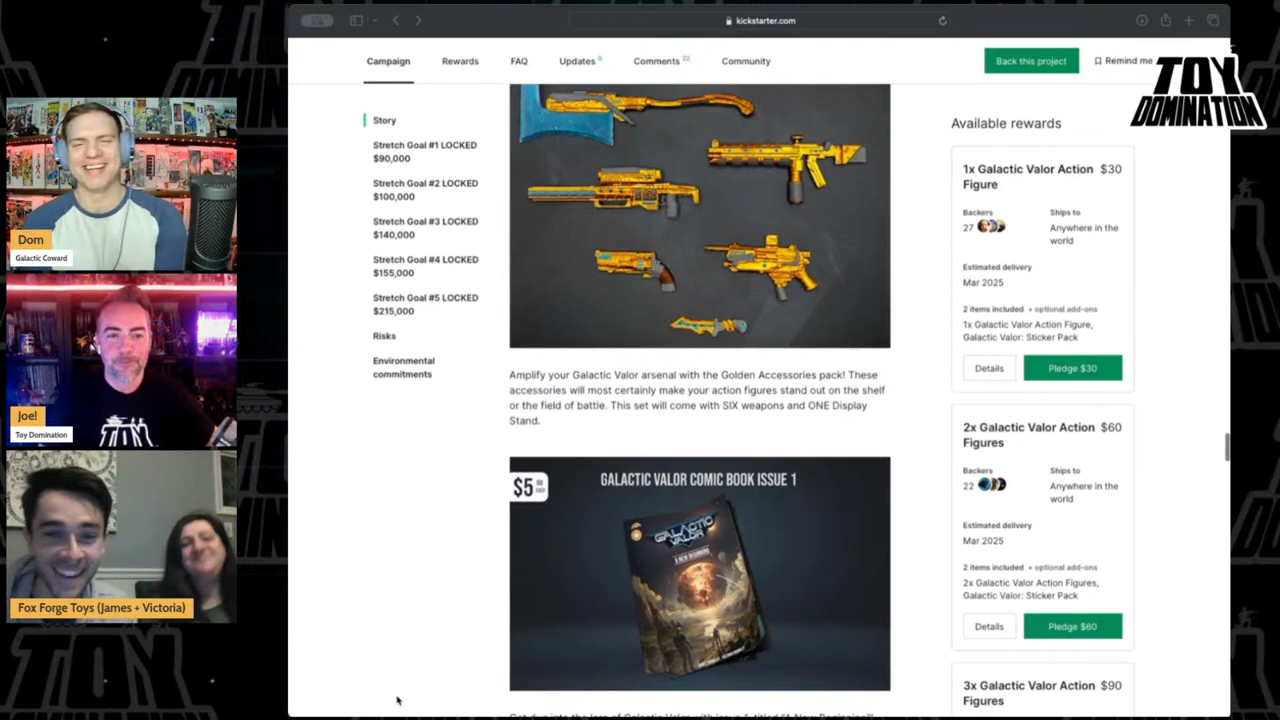 kickstarter.com
Campaign
Rewards
FAQ
Updates 0
Comments 22
Community
Back this project
Remind me
TOY
DOMINATION
Dom
Galactic Coward
Joe!
Toy Domination
TOY
Fox Forge Toys (James + Victoria)
Story
Stretch Goal #1 LOCKED
$90,000
Stretch Goal #2 LOCKED
$100,000
Stretch Goal #3 LOCKED
$140,000
Stretch Goal #4 LOCKED
$155,000
Stretch Goal #5 LOCKED
$215,000
Risks
Environmental
commitments
Amplify your Galactic Valor arsenal with the Golden Accessories pack! These
accessories will most certainly make your action figures stand out on the shelf
or the field of battle. This set will come with SIX weapons and ONE Display
Stand.
$5
GALACTIC VALOR COMIC BOOK ISSUE 1
GALACTIC
VALOR
A NEW BEGINNING
Available rewards
1x Galactic Valor Action $30
Figure
Backers
27
Ships to
Anywhere in the
world
Estimated delivery
Mar 2025
2 items included + optional add-ons
1x Galactic Valor Action Figure,
Galactic Valor: Sticker Pack
Details
Pledge $30
2x Galactic Valor Action $60
Figures
Backers
22
Ships to
Anywhere in the
world
Estimated delivery
Mar 2025
2 items included + optional add-ons
2x Galactic Valor Action Figures,
Galactic Valor: Sticker Pack
Details
Pledge $60
3x Galactic Valor Action $90
Figures